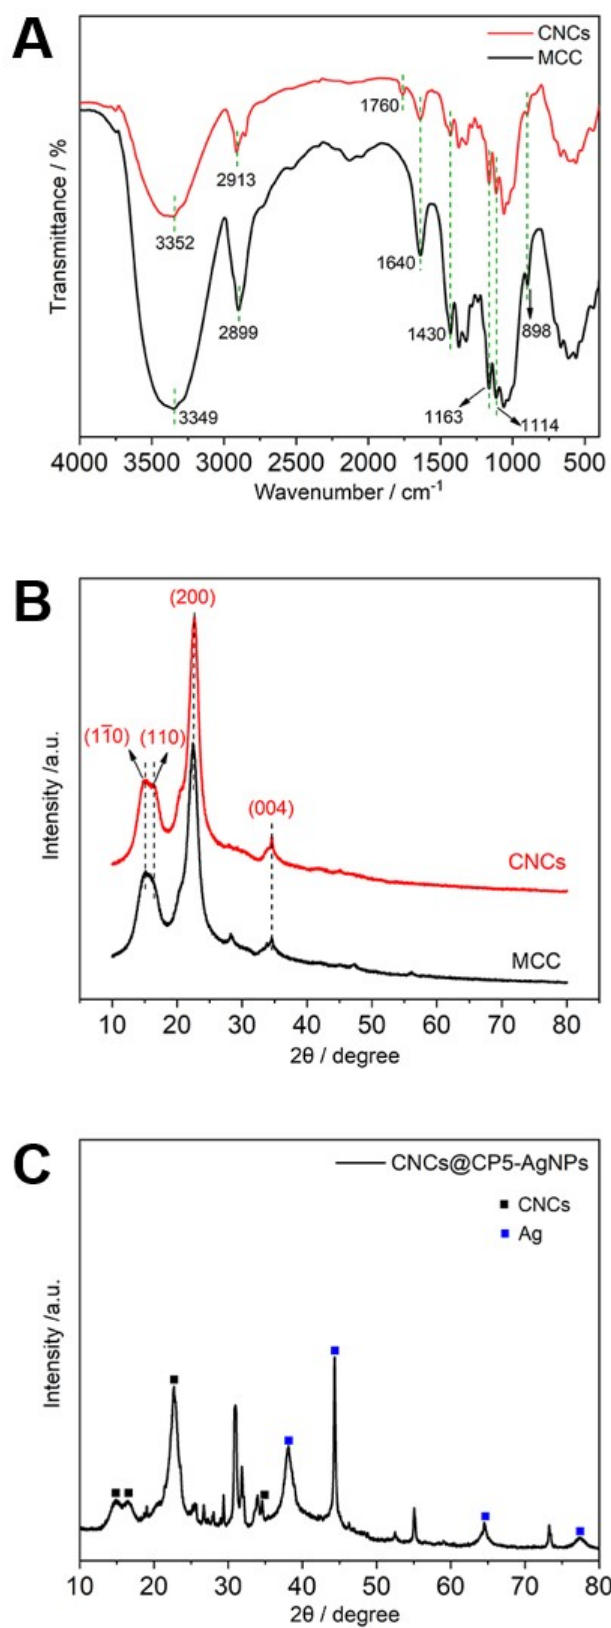 A
CNCs
MCC
Transmittance / %
1760
2913
3352
1640
2899
1430
898
1163
1114
3349
4000 3500 3000 2500 2000 1500 1000 500
Wavenumber / cm⁻¹
B
(200)
(11̄0) (110)
(004)
Intensity /a.u.
CNCs
MCC
10 20 30 40 50 60 70 80
2θ / degree
C
CNCs@CP5-AgNPs
CNCs
Ag
Intensity /a.u.
10 20 30 40 50 60 70 80
2θ / degree